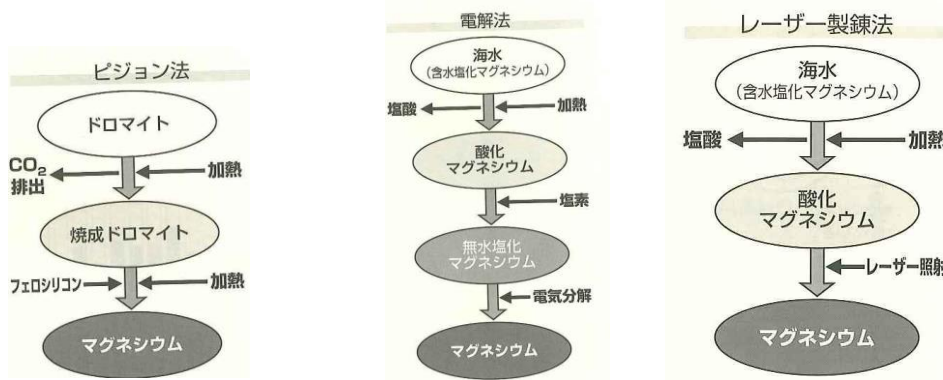 ピジョン法
ドロマイト
CO₂
排出
加熱
焼成ドロマイト
フェロシリコン
加熱
マグネシウム
電解法
海水
(含水塩化マグネシウム)
塩酸
加熱
酸化
マグネシウム
塩素
無水塩化
マグネシウム
電気分解
マグネシウム
レーザー製錬法
海水
(含水塩化マグネシウム)
塩酸
加熱
酸化
マグネシウム
レーザー照射
マグネシウム